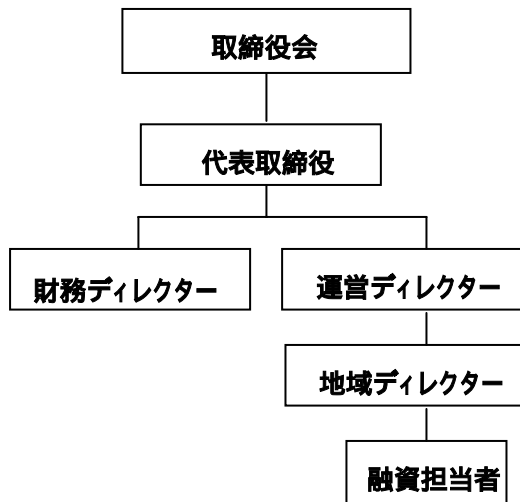 取締役会
代表取締役
財務ディレクター
運営ディレクター
地域ディレクター
融資担当者